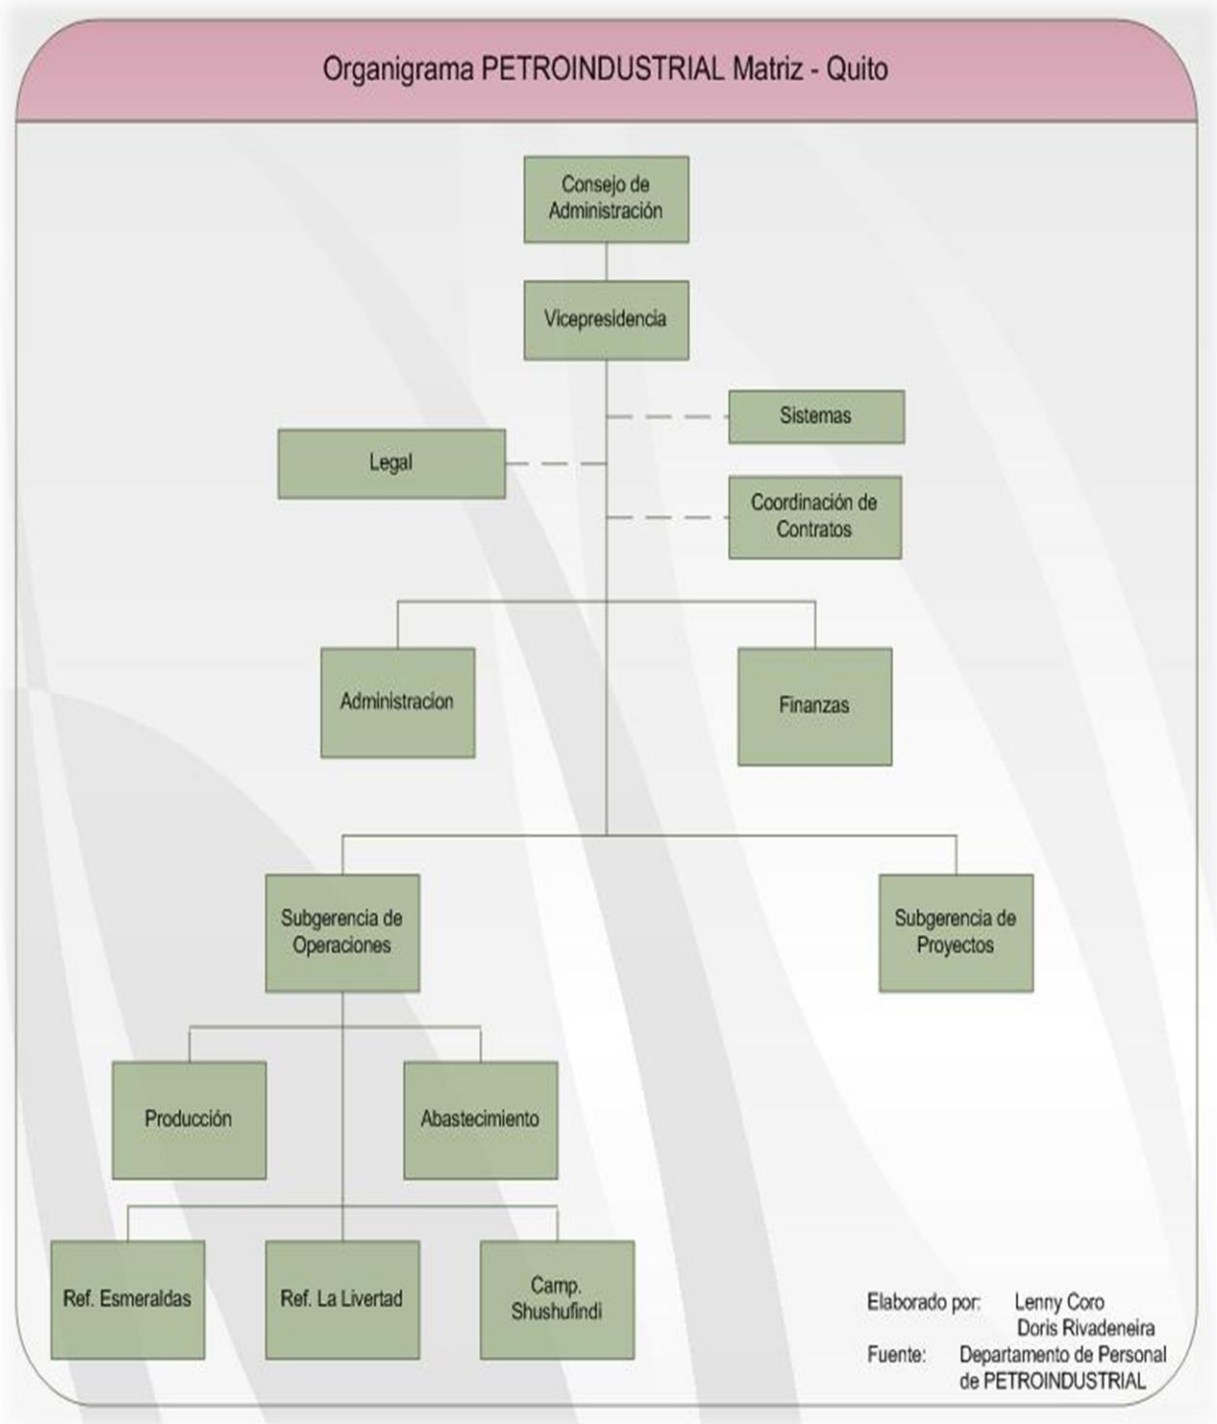 Organigrama PETROINDUSTRIAL Matriz - Quito
Consejo de
Administración
Vicepresidencia
Sistemas
Legal
Coordinación de
Contratos
Administracion
Finanzas
Subgerencia de
Operaciones
Subgerencia de
Proyectos
Producción
Abastecimiento
Ref. Esmeraldas
Ref. La Livertad
Camp.
Shushufindi
Elaborado por: Lenny Coro
Doris Rivadeneira
Fuente: Departamento de Personal
de PETROINDUSTRIAL